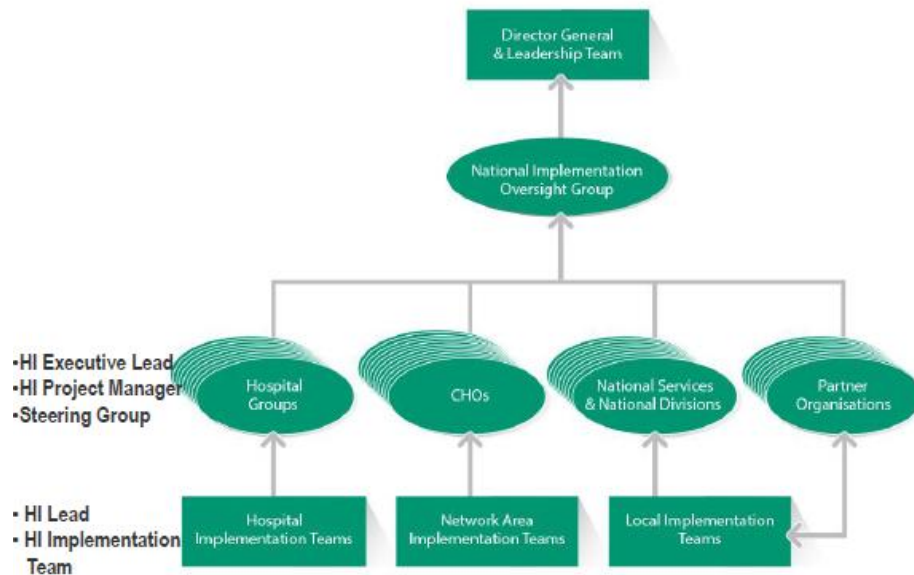 Director General
& Leadership Team
National Implementation
Oversight Group
▪HI Executive Lead
▪HI Project Manager
▪Steering Group
Hospital
Groups
CHOs
National Services
& National Divisions
Partner
Organisations
▪ HI Lead
▪ HI Implementation
Team
Hospital
Implementation Teams
Network Area
Implementation Teams
Local Implementation
Teams